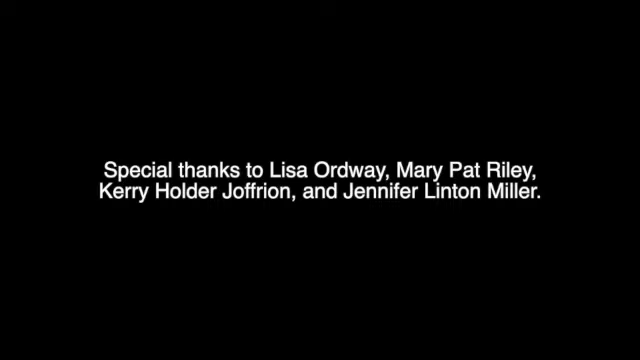 Special thanks to Lisa Ordway, Mary Pat Riley,
Kerry Holder Joffrion, and Jennifer Linton Miller.